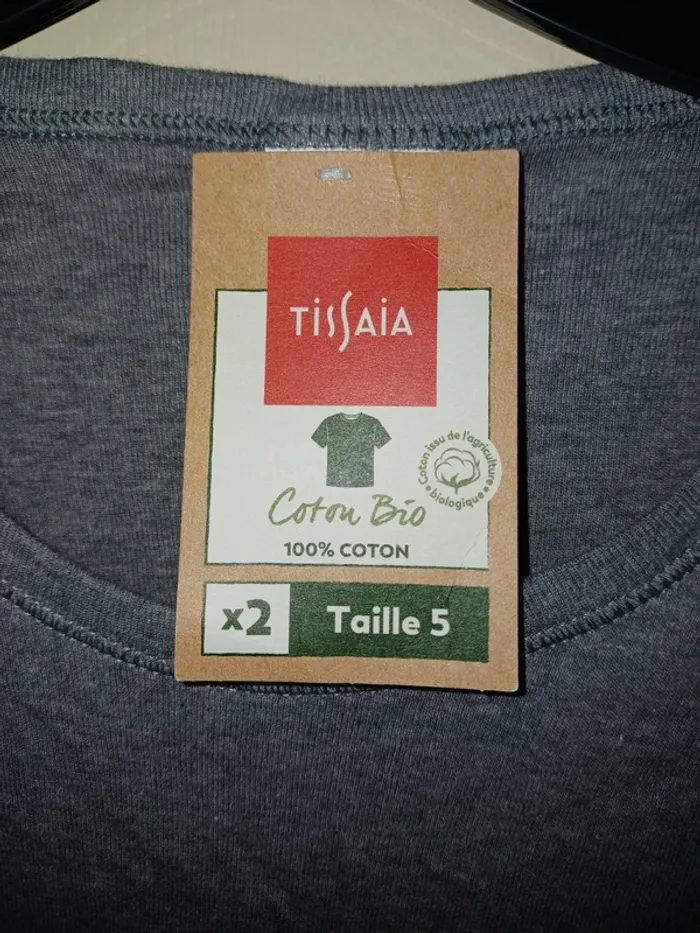 TiSSAiA
Coton issu de l'agriculture
biologique
Coton Bio
100% COTON
x2
Taille 5